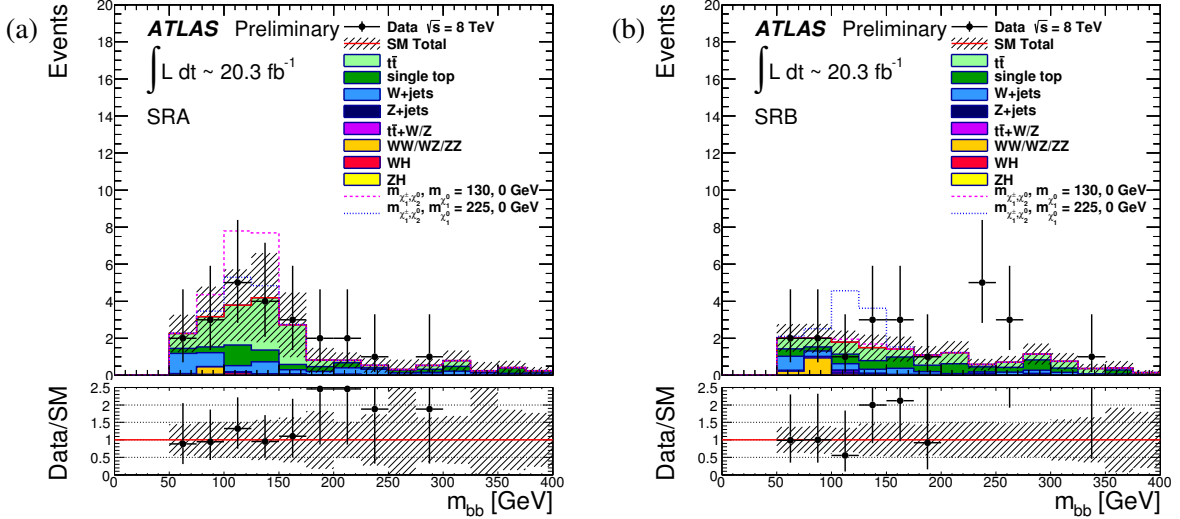 (a)
ATLAS Preliminary
∫ L dt ~ 20.3 fb⁻¹
SRA
Data √s = 8 TeV
SM Total
tt̄
single top
W+jets
Z+jets
tt̄+W/Z
WW/WZ/ZZ
WH
ZH
m χ̃₁±,χ̃₂⁰, m χ̃₁⁰ = 130, 0 GeV
m χ̃₁±,χ̃₂⁰, m χ̃₁⁰ = 225, 0 GeV
Events
20
18
16
14
12
10
8
6
4
2
0
Data/SM
2.5
2
1.5
1
0.5
0
0 50 100 150 200 250 300 350 400
m_bb [GeV]
(b)
ATLAS Preliminary
∫ L dt ~ 20.3 fb⁻¹
SRB
Data √s = 8 TeV
SM Total
tt̄
single top
W+jets
Z+jets
tt̄+W/Z
WW/WZ/ZZ
WH
ZH
m χ̃₁±,χ̃₂⁰, m χ̃₁⁰ = 130, 0 GeV
m χ̃₁±,χ̃₂⁰, m χ̃₁⁰ = 225, 0 GeV
Events
20
18
16
14
12
10
8
6
4
2
0
Data/SM
2.5
2
1.5
1
0.5
0
0 50 100 150 200 250 300 350 400
m_bb [GeV]